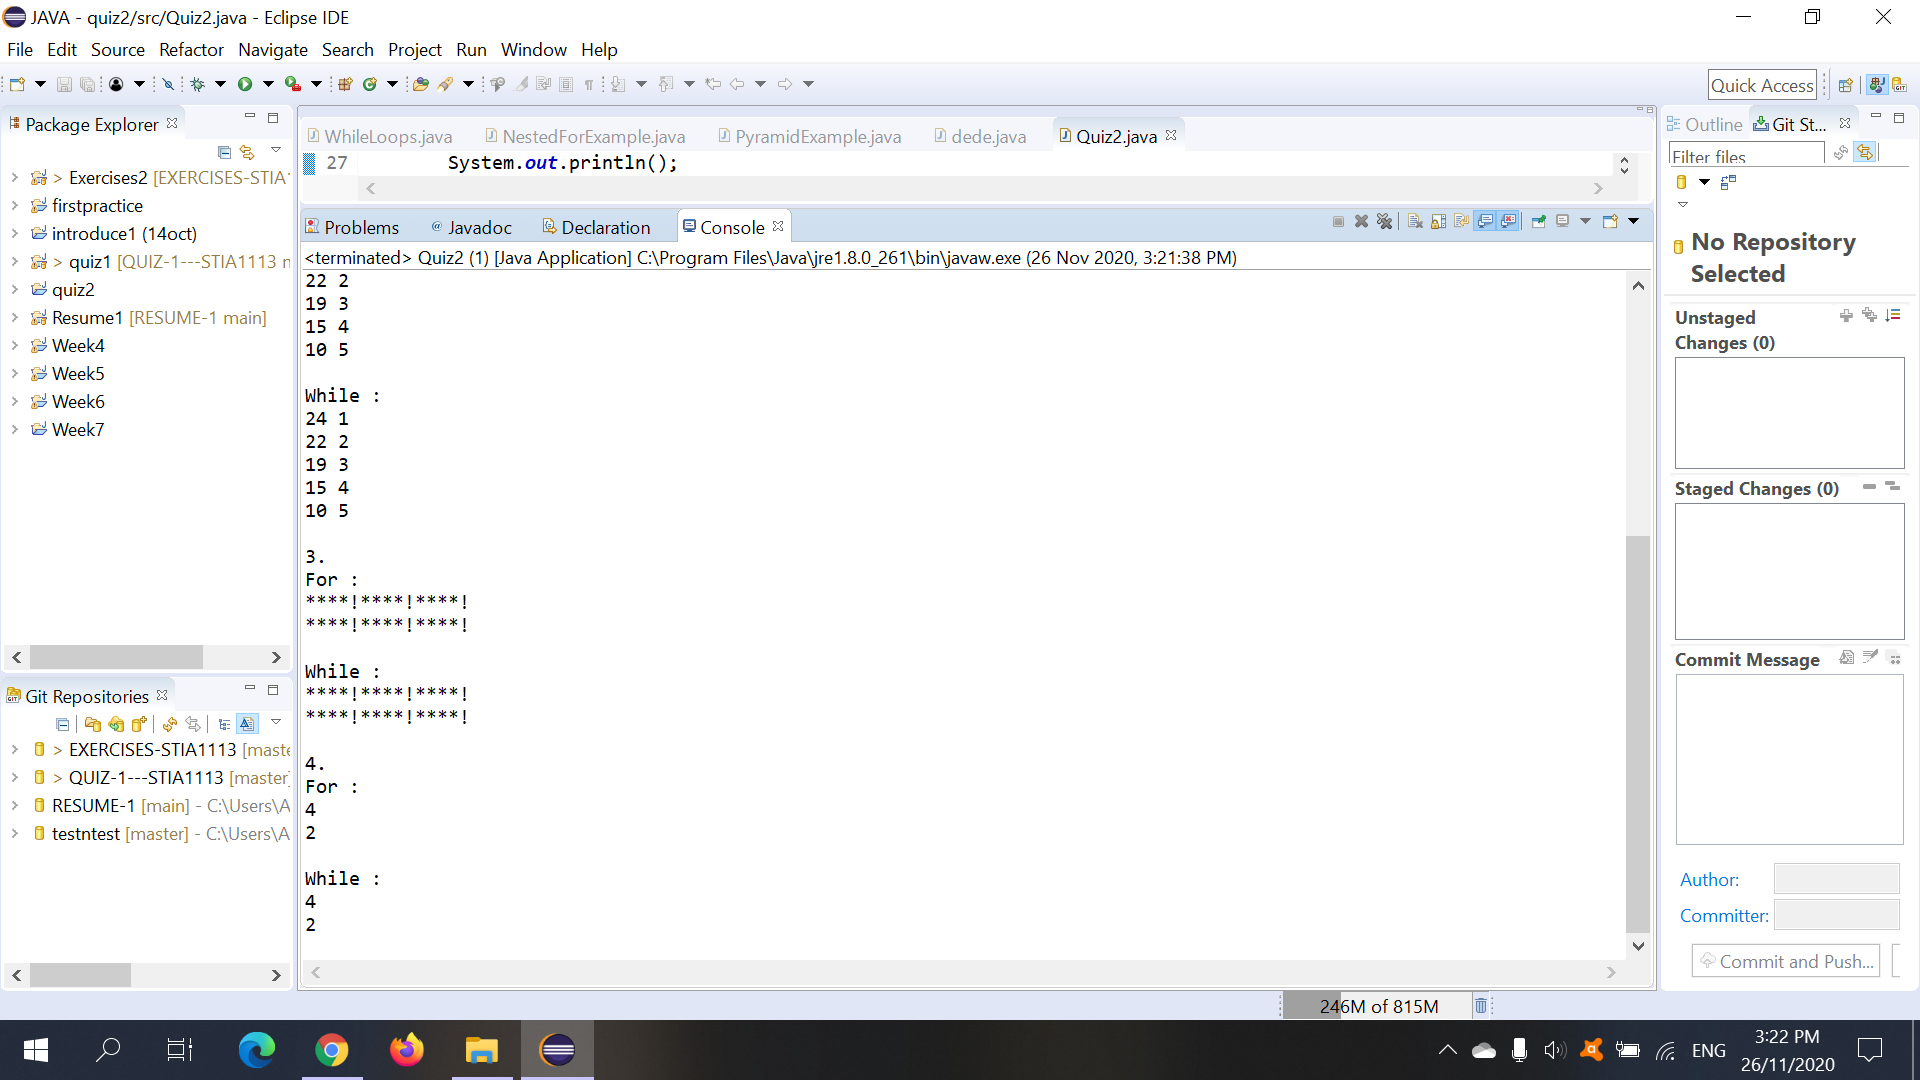 JAVA - quiz2/src/Quiz2.java - Eclipse IDE
File Edit Source Refactor Navigate Search Project Run Window Help
Quick Access
Package Explorer
> Exercises2 [EXERCISES-STIA1
firstpractice
introduce1 (14oct)
> quiz1 [QUIZ-1---STIA1113 m
quiz2
Resume1 [RESUME-1 main]
Week4
Week5
Week6
Week7
Git Repositories
> EXERCISES-STIA1113 [maste
> QUIZ-1---STIA1113 [master]
RESUME-1 [main] - C:\Users\A
testntest [master] - C:\Users\A
WhileLoops.java NestedForExample.java PyramidExample.java dede.java Quiz2.java
27 System.out.println();
Problems @ Javadoc Declaration Console
<terminated> Quiz2 (1) [Java Application] C:\Program Files\Java\jre1.8.0_261\bin\javaw.exe (26 Nov 2020, 3:21:38 PM)
22 2
19 3
15 4
10 5
While :
24 1
22 2
19 3
15 4
10 5
3.
For :
****!****!****!
****!****!****!
While :
****!****!****!
****!****!****!
4.
For :
4
2
While :
4
2
Outline Git St...
Filter files
No Repository
Selected
Unstaged
Changes (0)
Staged Changes (0)
Commit Message
Author:
Committer:
Commit and Push...
246M of 815M
ENG
3:22 PM
26/11/2020